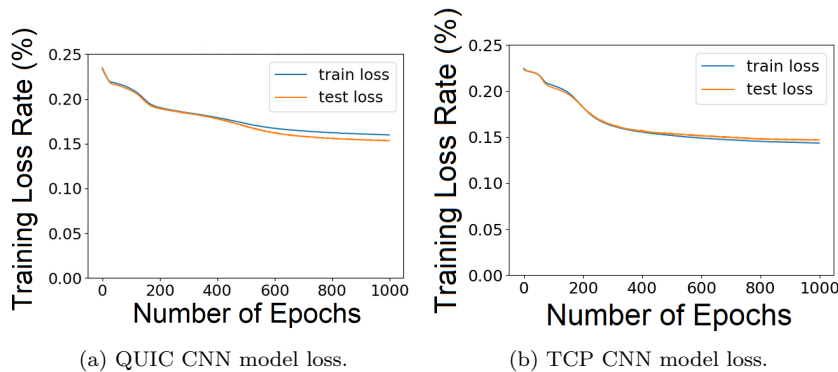 Training Loss Rate (%)
0.25
0.20
0.15
0.10
0.05
0.00
train loss
test loss
0 200 400 600 800 1000
Number of Epochs
(a) QUIC CNN model loss.
Training Loss Rate (%)
0.25
0.20
0.15
0.10
0.05
0.00
train loss
test loss
0 200 400 600 800 1000
Number of Epochs
(b) TCP CNN model loss.